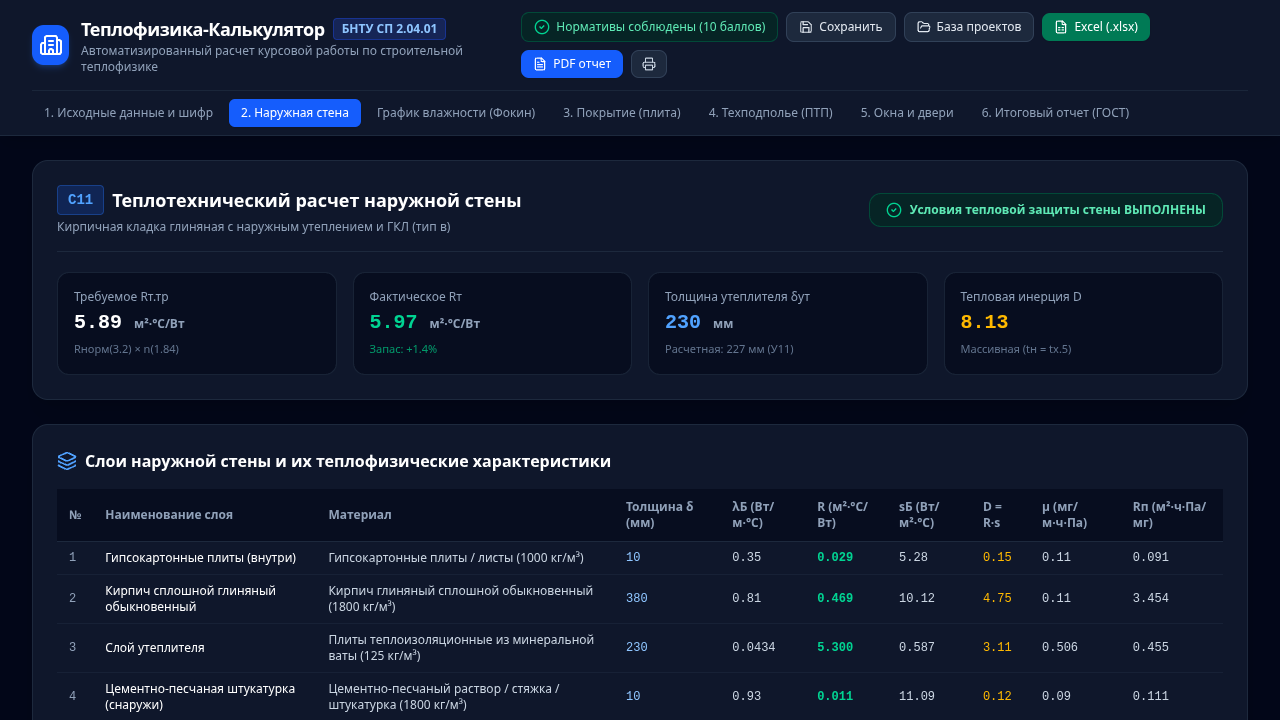 Теплофизика-Калькулятор
БНТУ СП 2.04.01
Автоматизированный расчет курсовой работы по строительной
теплофизике
Нормативы соблюдены (10 баллов)
Сохранить
База проектов
Excel (.xlsx)
PDF отчет
1. Исходные данные и шифр
2. Наружная стена
График влажности (Фокин)
3. Покрытие (плита)
4. Техподполье (ПТП)
5. Окна и двери
6. Итоговый отчет (ГОСТ)
С11
Теплотехнический расчет наружной стены
Кирпичная кладка глиняная с наружным утеплением и ГКЛ (тип в)
Условия тепловой защиты стены ВЫПОЛНЕНЫ
Требуемое Rт.тр
5.89 м²·°С/Вт
Rнорм(3.2) × n(1.84)
Фактическое Rт
5.97 м²·°С/Вт
Запас: +1.4%
Толщина утеплителя δут
230 мм
Расчетная: 227 мм (У11)
Тепловая инерция D
8.13
Массивная (tн = tх.5)
Слои наружной стены и их теплофизические характеристики
№
Наименование слоя
Материал
Толщина δ
(мм)
λБ (Вт/
м·°С)
R (м²·°С/
Вт)
sБ (Вт/
м²·°С)
D =
R·s
μ (мг/
м·ч·Па)
Rп (м²·ч·Па/
мг)
1
Гипсокартонные плиты (внутри)
Гипсокартонные плиты / листы (1000 кг/м³)
10
0.35
0.029
5.28
0.15
0.11
0.091
2
Кирпич сплошной глиняный
обыкновенный
Кирпич глиняный сплошной обыкновенный
(1800 кг/м³)
380
0.81
0.469
10.12
4.75
0.11
3.454
3
Слой утеплителя
Плиты теплоизоляционные из минеральной
ваты (125 кг/м³)
230
0.0434
5.300
0.587
3.11
0.506
0.455
4
Цементно-песчаная штукатурка
(снаружи)
Цементно-песчаный раствор / стяжка /
штукатурка (1800 кг/м³)
10
0.93
0.011
11.09
0.12
0.09
0.111